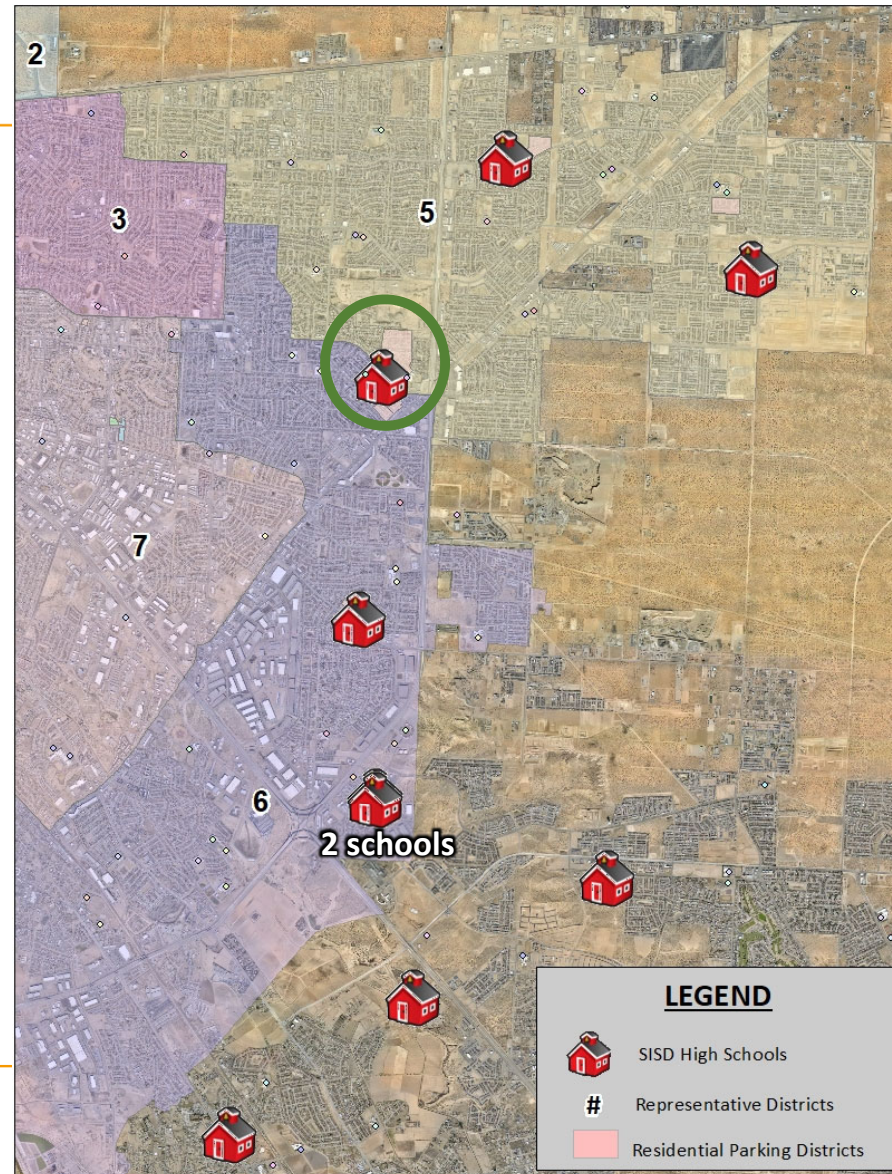 2
3
5
7
6
2 schools
LEGEND
SISD High Schools
# Representative Districts
Residential Parking Districts